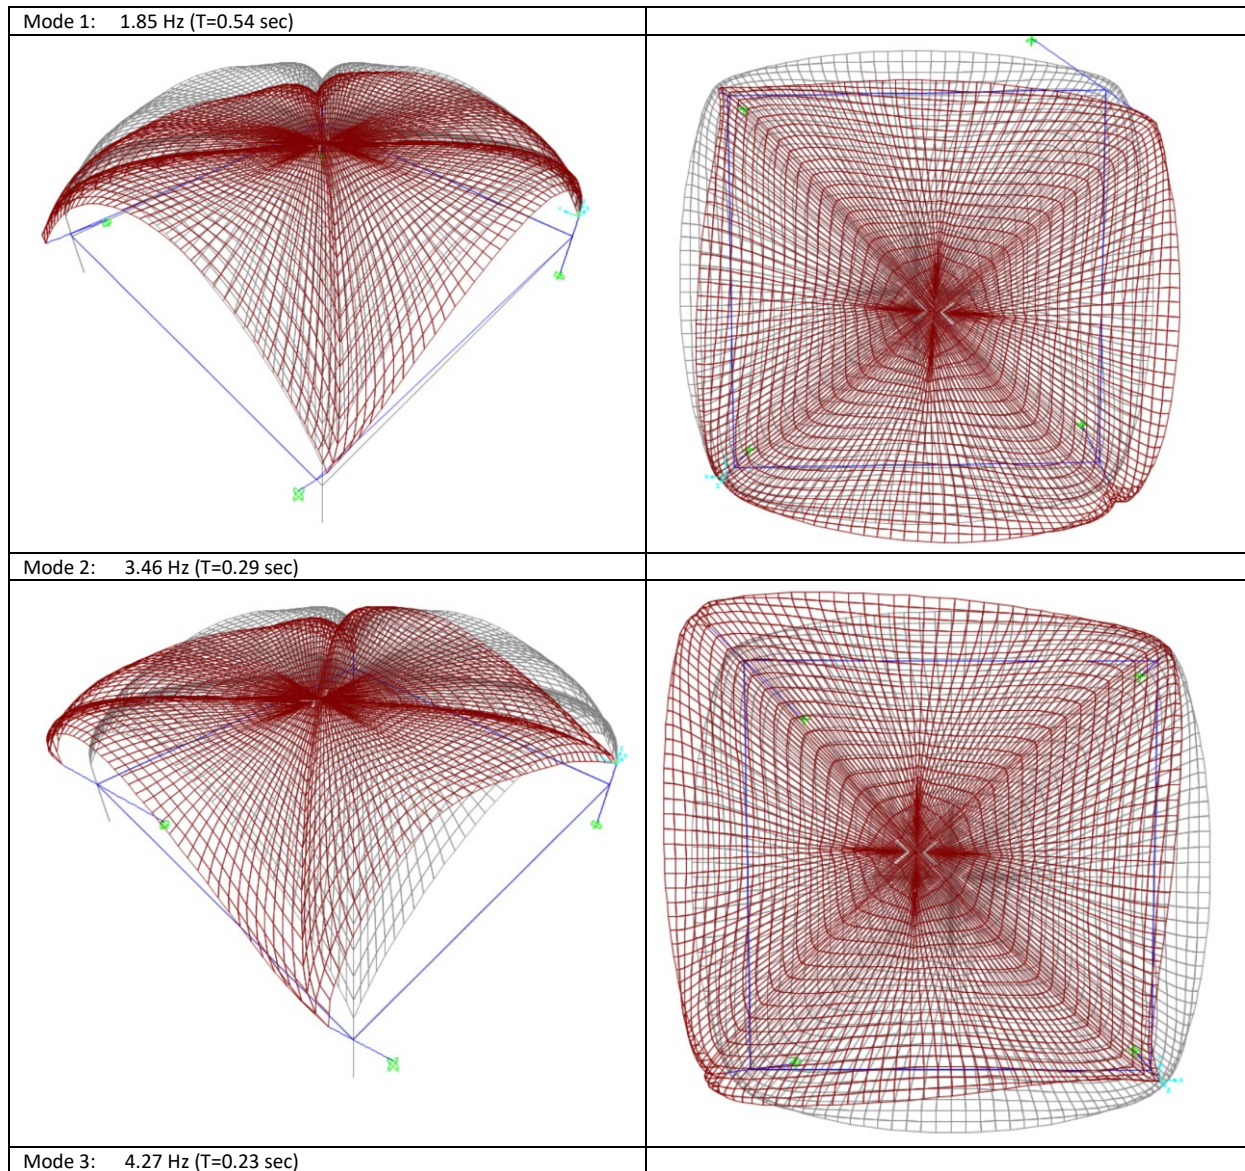 Mode 1: 1.85 Hz (T=0.54 sec)
Mode 2: 3.46 Hz (T=0.29 sec)
Mode 3: 4.27 Hz (T=0.23 sec)